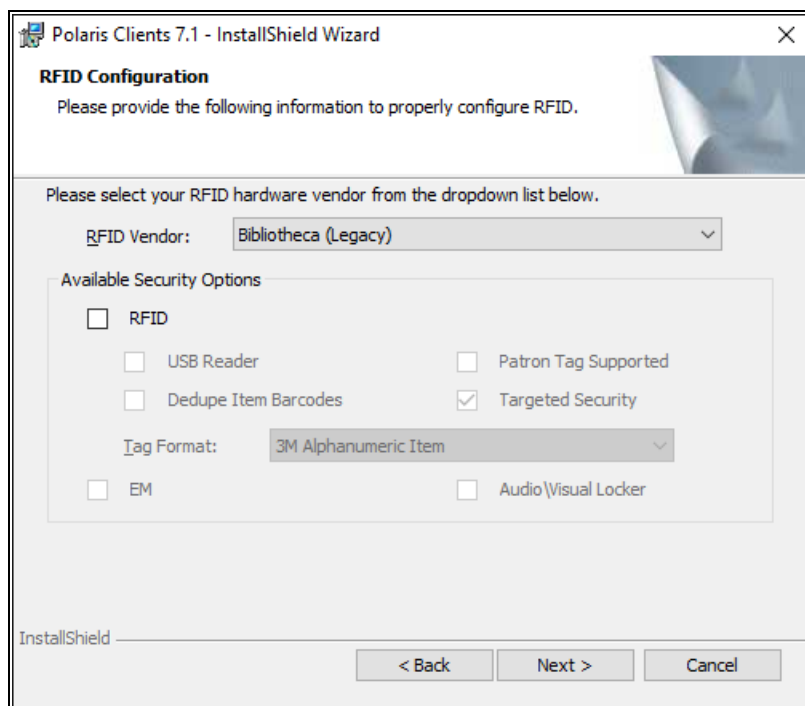 Polaris Clients 7.1 - InstallShield Wizard
RFID Configuration
Please provide the following information to properly configure RFID.
Please select your RFID hardware vendor from the dropdown list below.
RFID Vendor: Bibliotheca (Legacy)
Available Security Options
RFID
USB Reader Patron Tag Supported
Dedupe Item Barcodes Targeted Security
Tag Format: 3M Alphanumeric Item
EM Audio\Visual Locker
InstallShield
< Back Next > Cancel